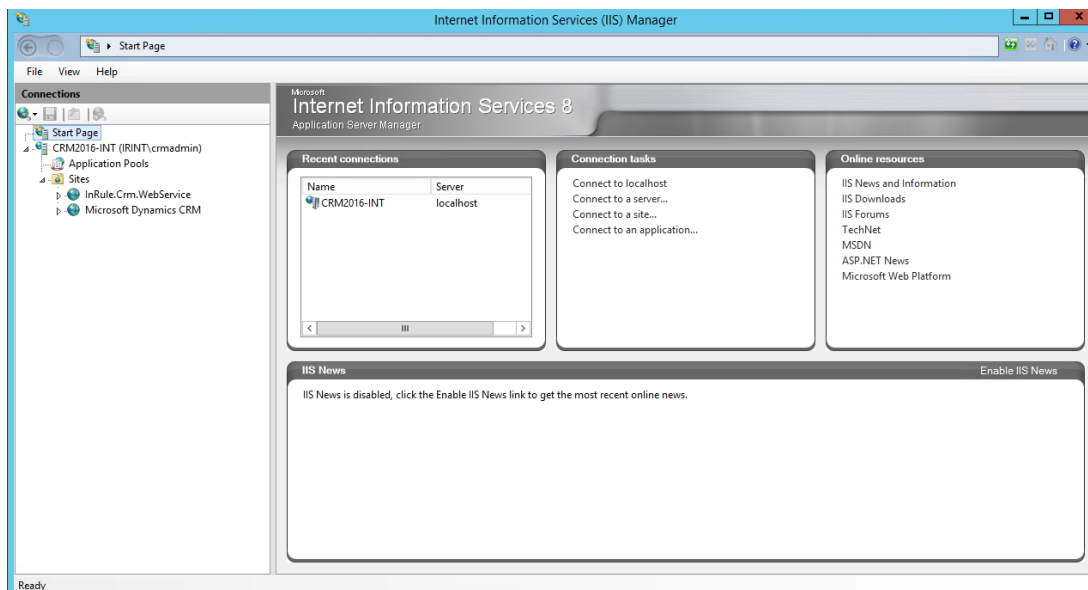 Internet Information Services (IIS) Manager
Start Page
File View Help
Connections
Start Page
CRM2016-INT (IRINT\crmadmin)
Application Pools
Sites
InRule.Crm.WebService
Microsoft Dynamics CRM
Microsoft
Internet Information Services 8
Application Server Manager
Recent connections
Name Server
CRM2016-INT localhost
Connection tasks
Connect to localhost
Connect to a server...
Connect to a site...
Connect to an application...
Online resources
IIS News and Information
IIS Downloads
IIS Forums
TechNet
MSDN
ASP.NET News
Microsoft Web Platform
IIS News Enable IIS News
IIS News is disabled, click the Enable IIS News link to get the most recent online news.
Ready